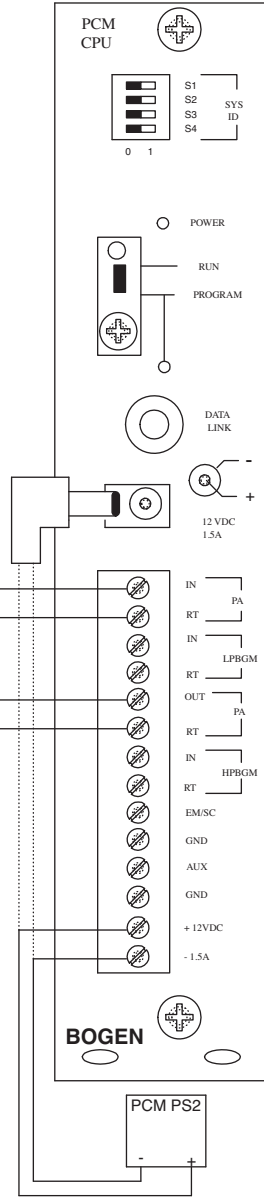 PCM
CPU
S1
S2
S3
S4
SYS
ID
0 1
POWER
RUN
PROGRAM
DATA
LINK
-
+
12 VDC
1.5A
IN
PA
RT
IN
LPBGM
RT
OUT
PA
RT
IN
HPBGM
RT
EM/SC
GND
AUX
GND
+ 12VDC
- 1.5A
BOGEN
PCM PS2
- +